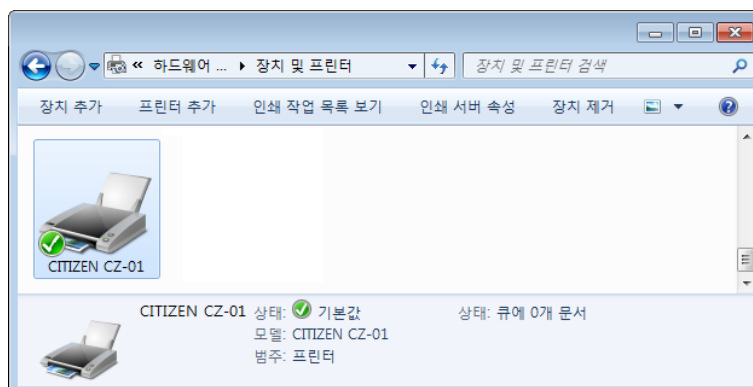 « 하드웨어 ... ▸ 장치 및 프린터
장치 및 프린터 검색
장치 추가 프린터 추가 인쇄 작업 목록 보기 인쇄 서버 속성 장치 제거
CITIZEN CZ-01
CITIZEN CZ-01 상태: 기본값 상태: 큐에 0개 문서
모델: CITIZEN CZ-01
범주: 프린터